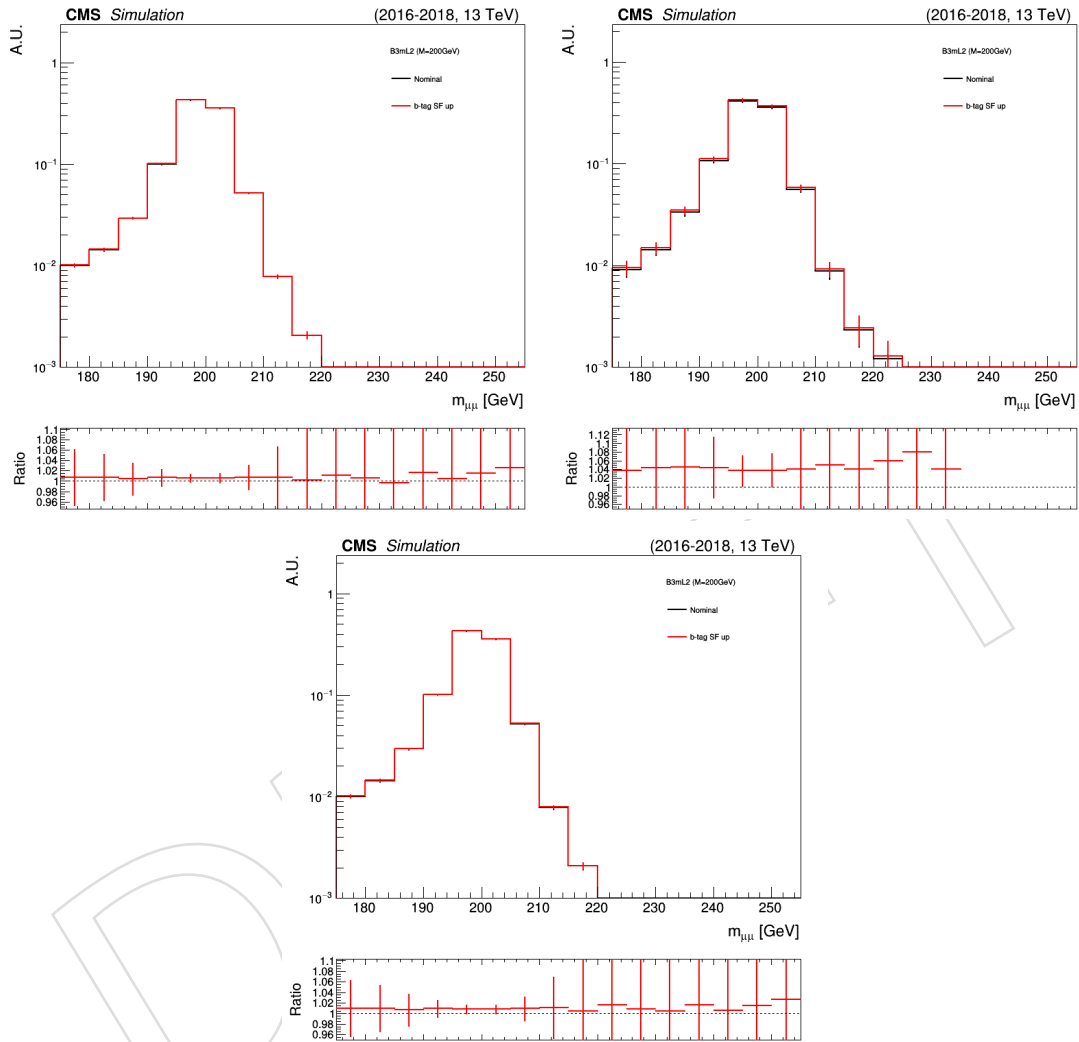 CMS Simulation (2016-2018, 13 TeV)
A.U.
B3mL2 (M=200GeV)
Nominal
b-tag SF up
1
10⁻¹
10⁻²
10⁻³
180 190 200 210 220 230 240 250
mμμ [GeV]
Ratio
1.1
1.08
1.06
1.04
1.02
1
0.98
0.96
CMS Simulation (2016-2018, 13 TeV)
A.U.
B3mL2 (M=200GeV)
Nominal
b-tag SF up
1
10⁻¹
10⁻²
10⁻³
180 190 200 210 220 230 240 250
mμμ [GeV]
Ratio
1.12
1.1
1.08
1.06
1.04
1.02
1
0.98
0.96
CMS Simulation (2016-2018, 13 TeV)
A.U.
B3mL2 (M=200GeV)
Nominal
b-tag SF up
1
10⁻¹
10⁻²
10⁻³
180 190 200 210 220 230 240 250
mμμ [GeV]
Ratio
1.1
1.08
1.06
1.04
1.02
1
0.98
0.96